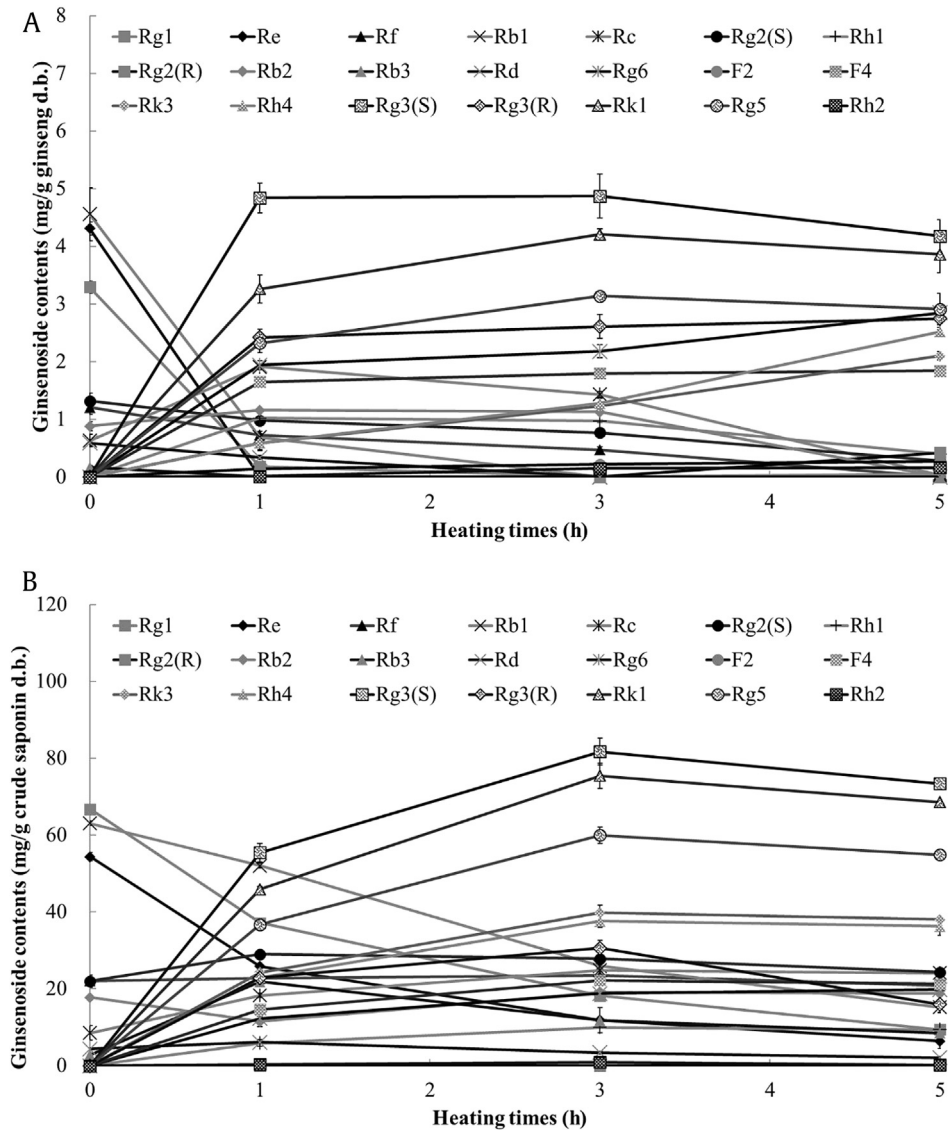 A
8
7
6
5
4
3
2
1
0
Ginsenoside contents (mg/g ginseng d.b.)
Rg1 Re Rf Rb1 Rc Rg2(S) Rh1
Rg2(R) Rb2 Rb3 Rd Rg6 F2 F4
Rk3 Rh4 Rg3(S) Rg3(R) Rk1 Rg5 Rh2
0 1 2 3 4 5
Heating times (h)
B
120
100
80
60
40
20
0
Ginsenoside contents (mg/g crude saponin d.b.)
Rg1 Re Rf Rb1 Rc Rg2(S) Rh1
Rg2(R) Rb2 Rb3 Rd Rg6 F2 F4
Rk3 Rh4 Rg3(S) Rg3(R) Rk1 Rg5 Rh2
0 1 2 3 4 5
Heating times (h)